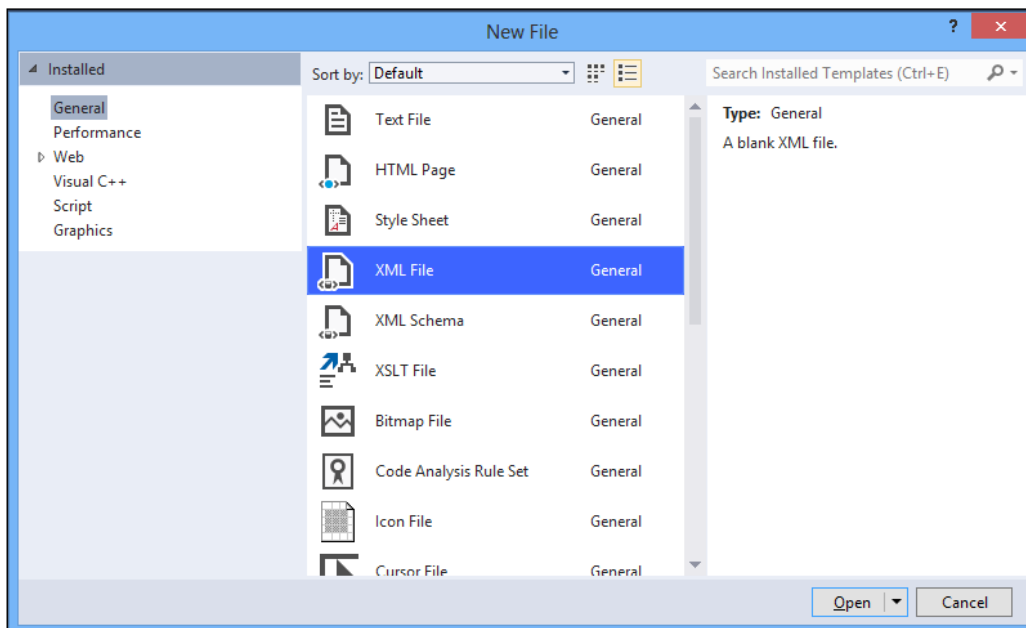 New File
?
Installed
General
Performance
Web
Visual C++
Script
Graphics
Sort by: Default
Text File General
HTML Page General
Style Sheet General
XML File General
XML Schema General
XSLT File General
Bitmap File General
Code Analysis Rule Set General
Icon File General
Cursor File General
Search Installed Templates (Ctrl+E)
Type: General
A blank XML file.
Open
Cancel